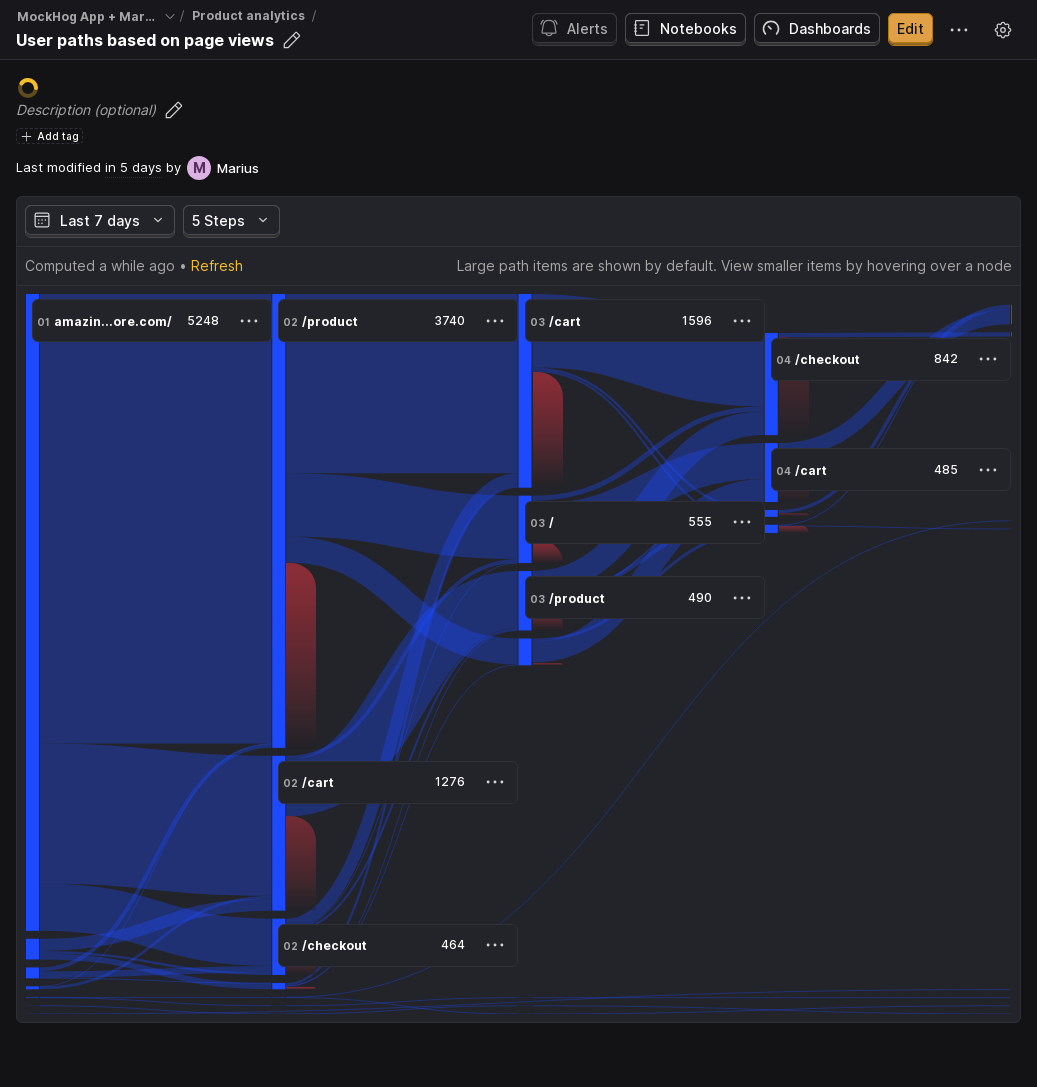 MockHog App + Mar... / Product analytics /
User paths based on page views
Alerts Notebooks Dashboards Edit
Description (optional)
Add tag
Last modified in 5 days by M Marius
Last 7 days 5 Steps
Computed a while ago • Refresh Large path items are shown by default. View smaller items by hovering over a node
01 amazin...ore.com/ 5248
02 /product 3740
03 /cart 1596
04 /checkout 842
04 /cart 485
03 / 555
03 /product 490
02 /cart 1276
02 /checkout 464